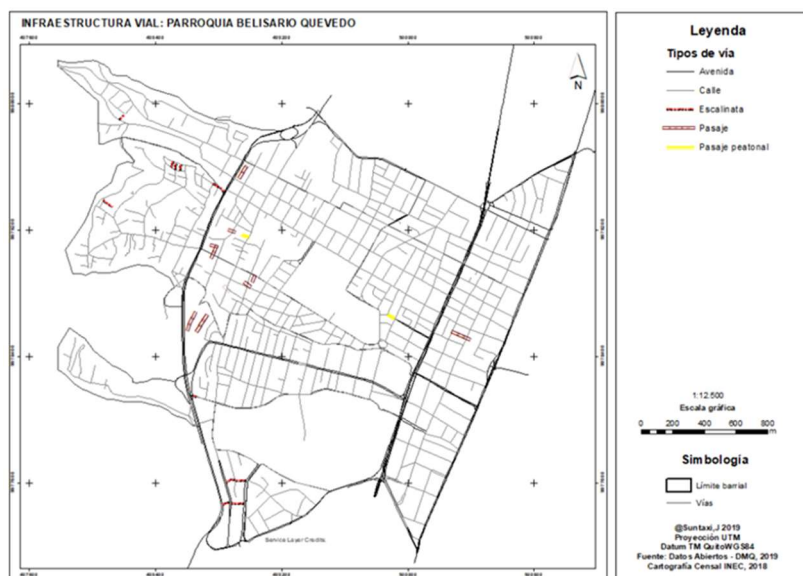 INFRAESTRUCTURA VIAL: PARROQUIA BELISARIO QUEVEDO
N
Service Layer Credits:
Leyenda
Tipos de vía
Avenida
Calle
Escalinata
Pasaje
Pasaje peatonal
1:12.500
Escala gráfica
0 200 400 600 800
m
Simbología
Límite barrial
Vías
@Suntaxi,J 2019
Proyección UTM
Datum TM QuitoWGS84
Fuente: Datos Abiertos - DMQ, 2019
Cartografía Censal INEC, 2018